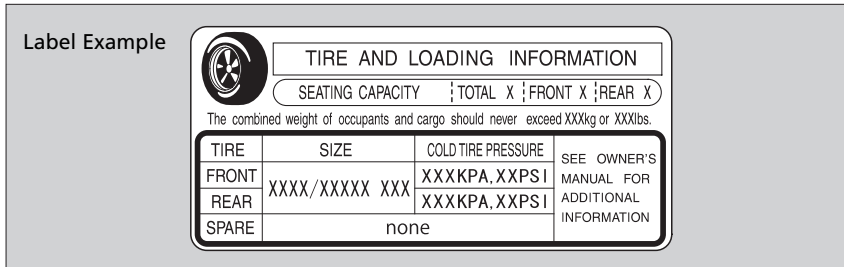 Label Example
TIRE AND LOADING INFORMATION
SEATING CAPACITY TOTAL X FRONT X REAR X
The combined weight of occupants and cargo should never exceed XXXkg or XXXlbs.
TIRE SIZE COLD TIRE PRESSURE
FRONT XXXX/XXXXX XXX XXXKPA,XXPSI
REAR XXXKPA,XXPSI
SPARE none
SEE OWNER'S
MANUAL FOR
ADDITIONAL
INFORMATION